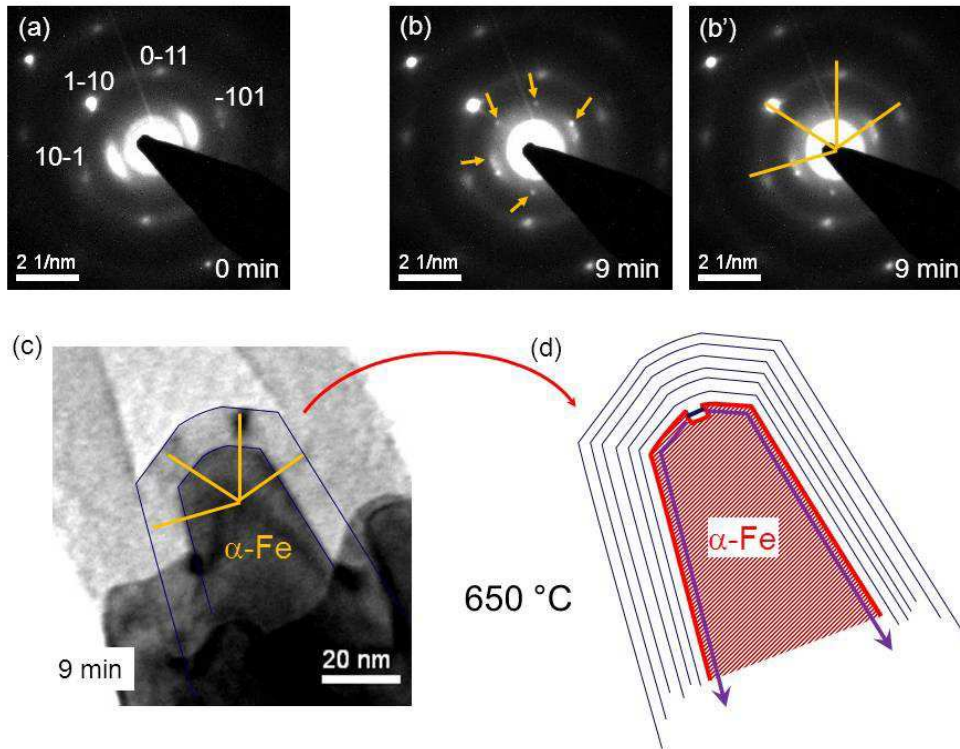 (a)
0-11
1-10
-101
10-1
2 1/nm
0 min
(b)
2 1/nm
9 min
(b')
2 1/nm
9 min
(c)
α-Fe
9 min
20 nm
(d)
α-Fe
650 °C